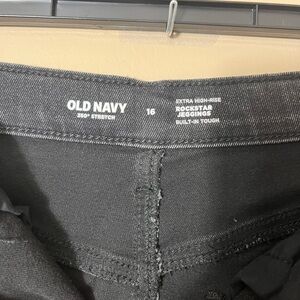 OLD NAVY
360° STRETCH
16
EXTRA HIGH-RISE
ROCKSTAR
JEGGINGS
BUILT-IN TOUGH